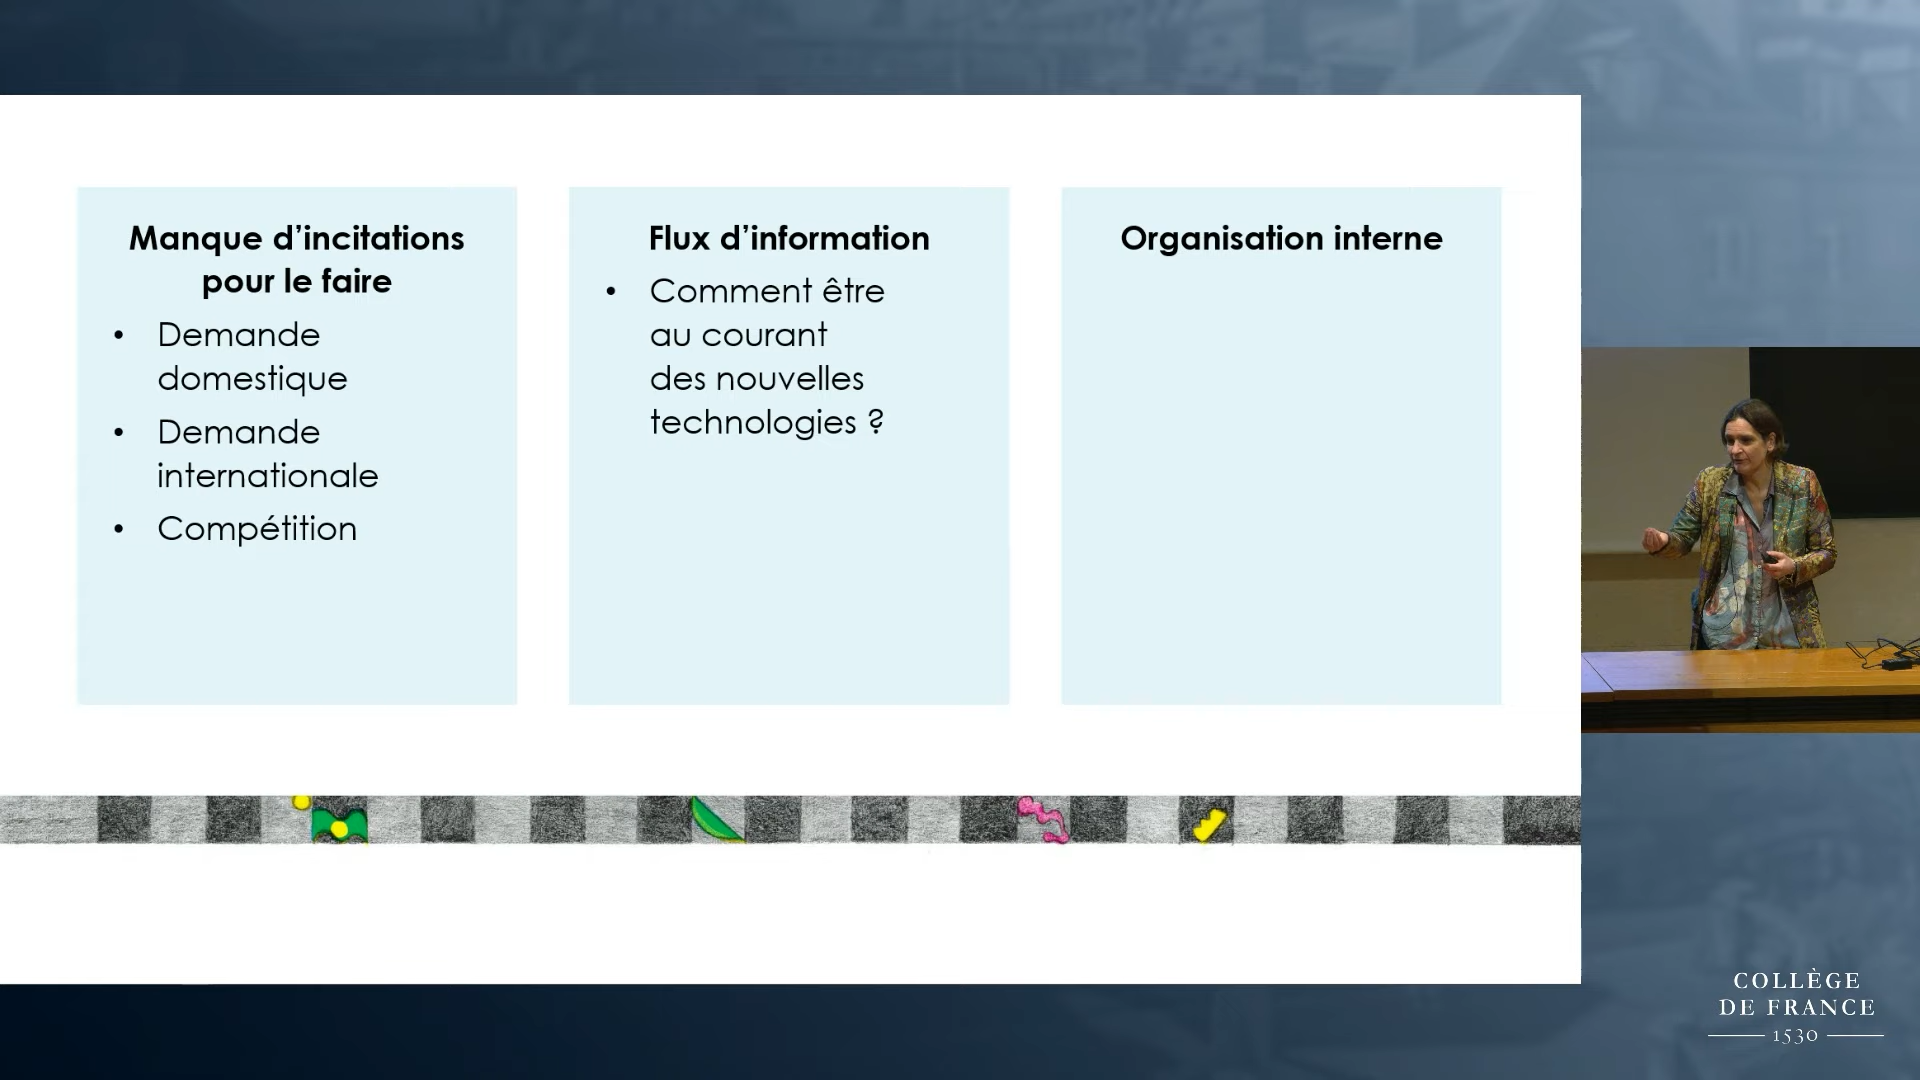 Manque d’incitations
pour le faire
• Demande
domestique
• Demande
internationale
• Compétition
Flux d’information
• Comment être
au courant
des nouvelles
technologies ?
Organisation interne
COLLÈGE
DE FRANCE
1530